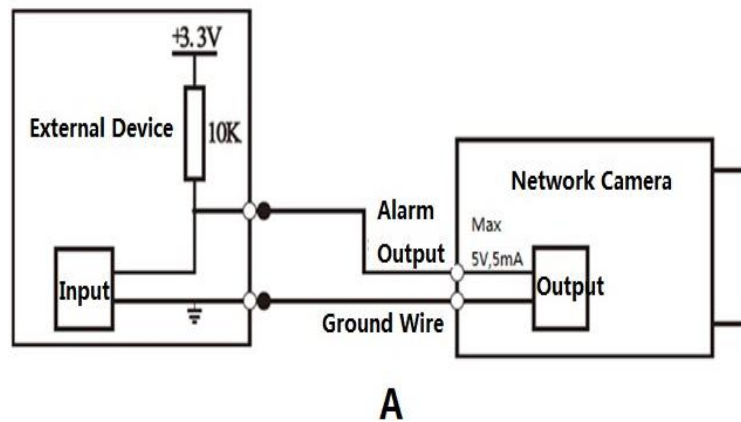 +3.3V
External Device
10K
Network Camera
Alarm
Output
Max
5V,5mA
Input
Output
Ground Wire
A